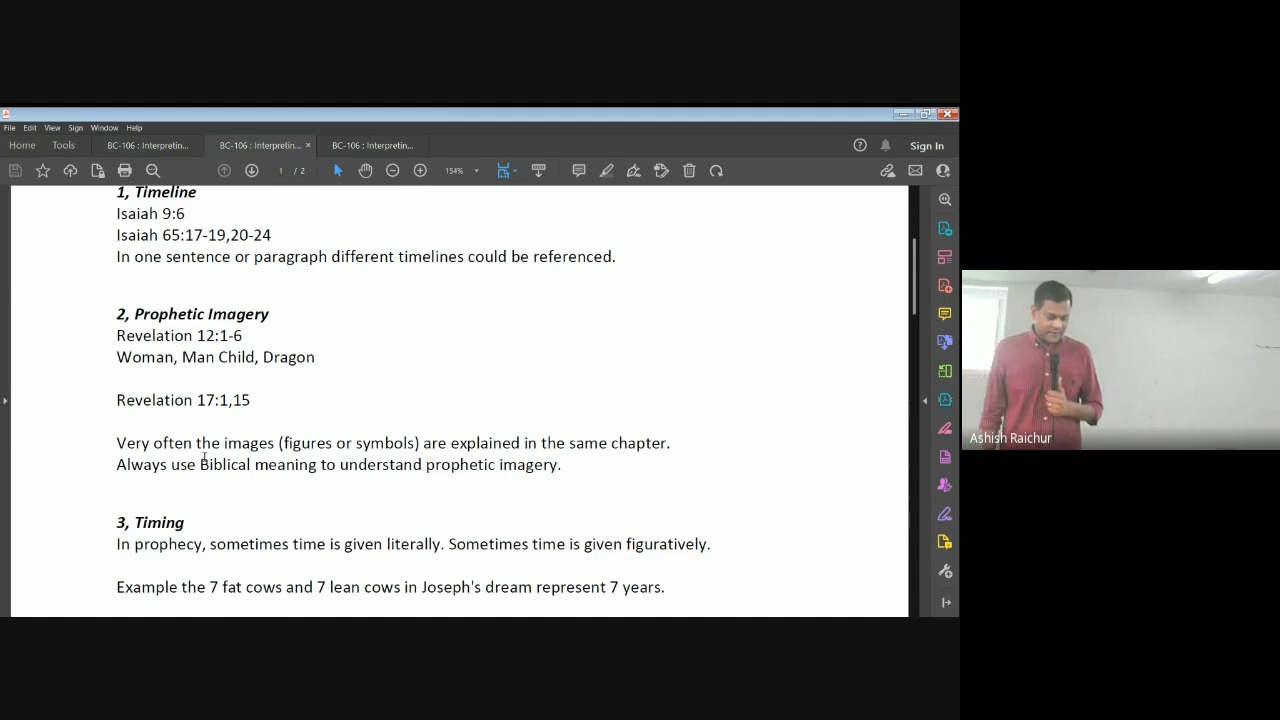 File Edit View Sign Window Help
Home Tools BC-106 : Interpretin... BC-106 : Interpretin... × BC-106 : Interpretin... Sign In
1 / 2 154%
1, Timeline
Isaiah 9:6
Isaiah 65:17-19,20-24
In one sentence or paragraph different timelines could be referenced.
2, Prophetic Imagery
Revelation 12:1-6
Woman, Man Child, Dragon
Revelation 17:1,15
Very often the images (figures or symbols) are explained in the same chapter.
Always use Biblical meaning to understand prophetic imagery.
3, Timing
In prophecy, sometimes time is given literally. Sometimes time is given figuratively.
Example the 7 fat cows and 7 lean cows in Joseph's dream represent 7 years.
Ashish Raichur